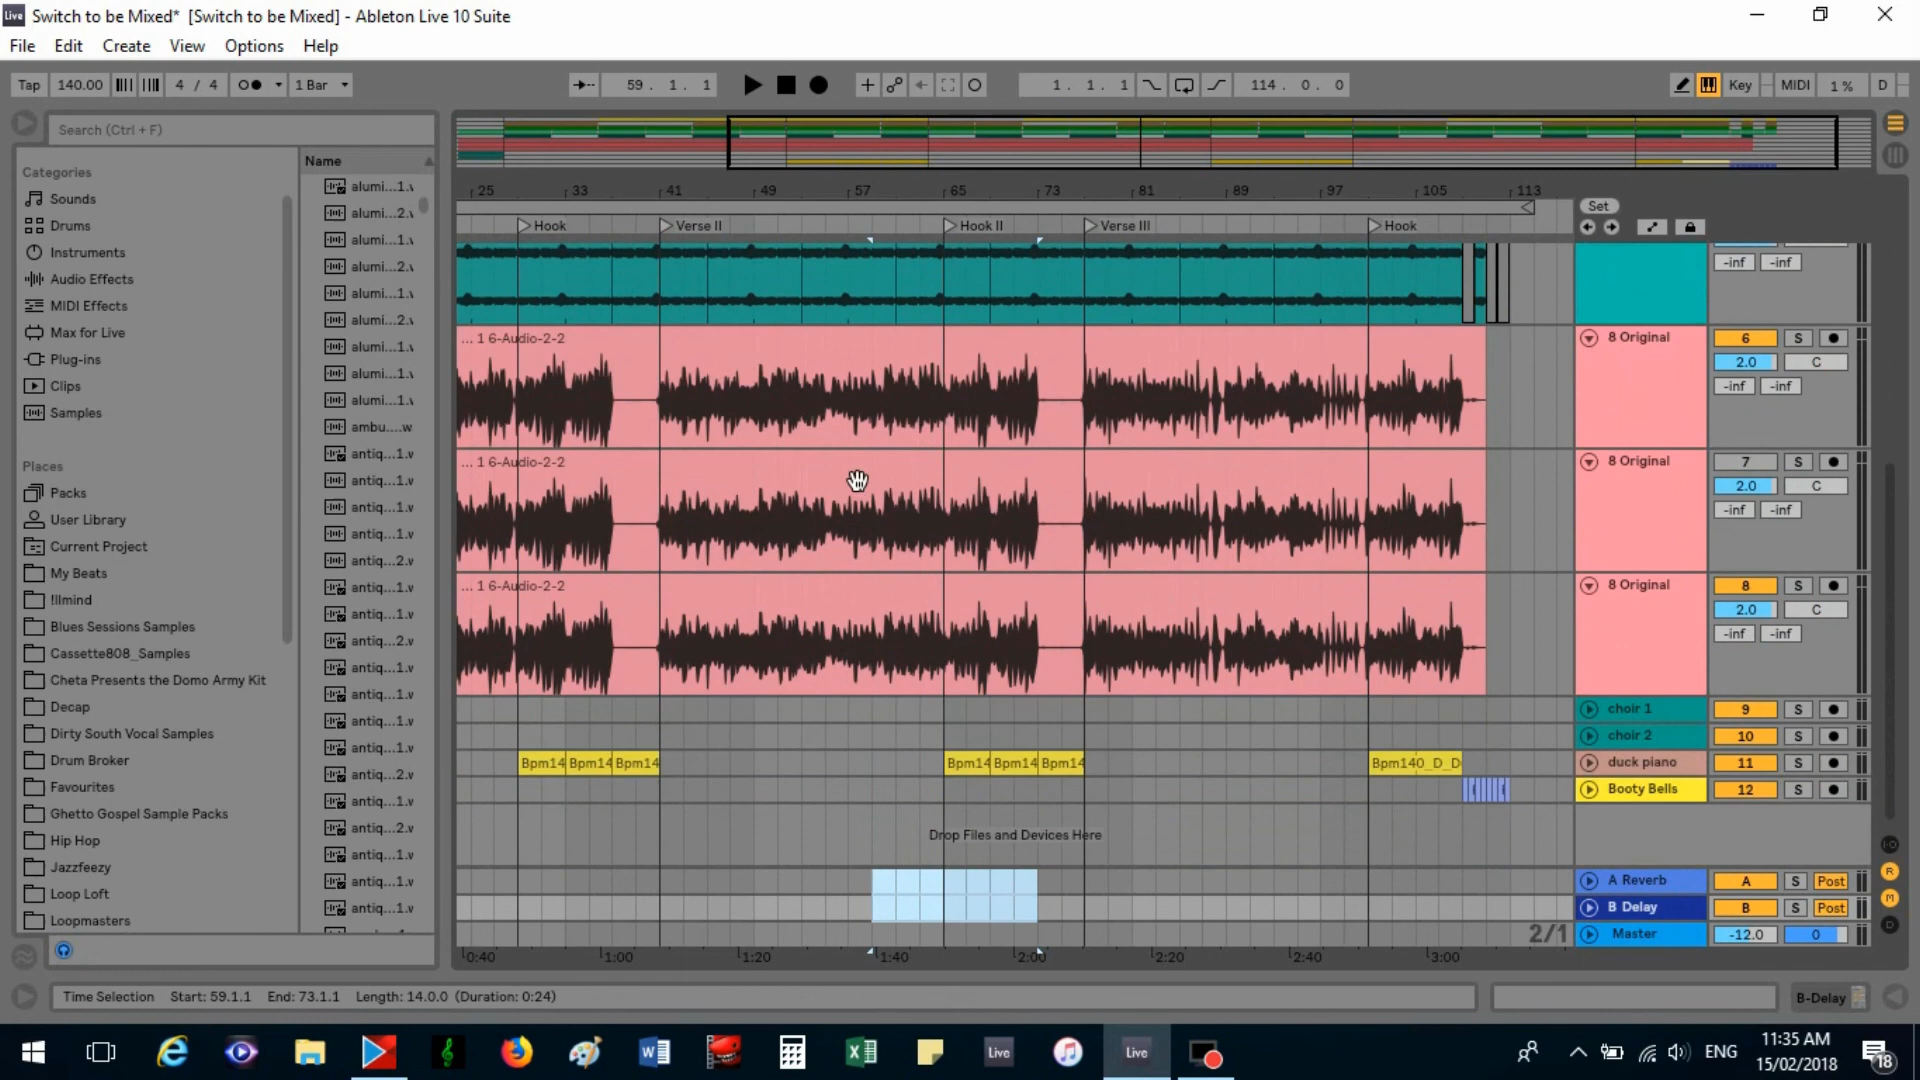 Live Switch to be Mixed* [Switch to be Mixed] - Ableton Live 10 Suite
File Edit Create View Options Help
Tap 140.00 4 / 4 1 Bar 59 . 1 . 1 1 . 1 . 1 114 . 0 . 0 Key MIDI 1 % D
Search (Ctrl + F)
Categories
Sounds
Drums
Instruments
Audio Effects
MIDI Effects
Max for Live
Plug-ins
Clips
Samples
Places
Packs
User Library
Current Project
My Beats
!llmind
Blues Sessions Samples
Cassette808_Samples
Cheta Presents the Domo Army Kit
Decap
Dirty South Vocal Samples
Drum Broker
Favourites
Ghetto Gospel Sample Packs
Hip Hop
Jazzfeezy
Loop Loft
Loopmasters
Name
alumi...1.v
alumi...2.v
alumi...1.v
alumi...2.v
alumi...1.v
alumi...2.v
alumi...1.v
alumi...1.v
alumi...1.v
ambu....w
antiq...1.v
antiq...1.v
antiq...1.v
antiq...1.v
antiq...2.v
antiq...1.v
antiq...1.v
antiq...2.v
antiq...1.v
antiq...1.v
antiq...1.v
antiq...1.v
antiq...2.v
antiq...1.v
antiq...2.v
antiq...1.v
antiq...1.v
antiq...1.v
25 33 41 49 57 65 73 81 89 97 105 113
Set
Hook Verse II Hook II Verse III Hook
-inf -inf
... 1 6-Audio-2-2 8 Original 6 S
2.0 C
-inf -inf
... 1 6-Audio-2-2 8 Original 7 S
2.0 C
-inf -inf
... 1 6-Audio-2-2 8 Original 8 S
2.0 C
-inf -inf
choir 1 9 S
choir 2 10 S
Bpm14 Bpm14 Bpm14 Bpm14 Bpm14 Bpm14 Bpm140_D_D duck piano 11 S
Booty Bells 12 S
Drop Files and Devices Here
A Reverb A S Post
B Delay B S Post
2/1 Master -12.0 0
0:40 1:00 1:20 1:40 2:00 2:20 2:40 3:00
Time Selection Start: 59.1.1 End: 73.1.1 Length: 14.0.0 (Duration: 0:24)
B-Delay
Live Live ENG
11:35 AM
15/02/2018
18